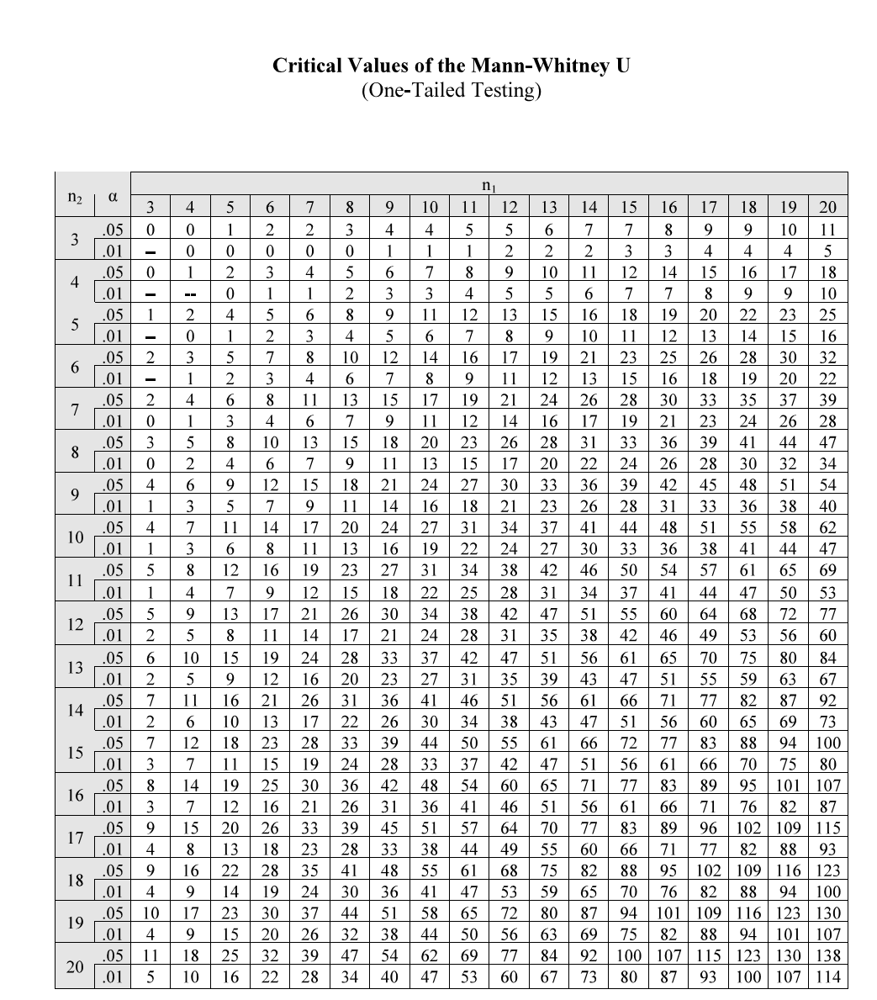 Critical Values of the Mann-Whitney U
(One-Tailed Testing)
n₁
n₂ α 3 4 5 6 7 8 9 10 11 12 13 14 15 16 17 18 19 20
3 .05 0 0 1 2 2 3 4 4 5 5 6 7 7 8 9 9 10 11
.01 – 0 0 0 0 0 1 1 1 2 2 2 3 3 4 4 4 5
4 .05 0 1 2 3 4 5 6 7 8 9 10 11 12 14 15 16 17 18
.01 – -- 0 1 1 2 3 3 4 5 5 6 7 7 8 9 9 10
5 .05 1 2 4 5 6 8 9 11 12 13 15 16 18 19 20 22 23 25
.01 – 0 1 2 3 4 5 6 7 8 9 10 11 12 13 14 15 16
6 .05 2 3 5 7 8 10 12 14 16 17 19 21 23 25 26 28 30 32
.01 – 1 2 3 4 6 7 8 9 11 12 13 15 16 18 19 20 22
7 .05 2 4 6 8 11 13 15 17 19 21 24 26 28 30 33 35 37 39
.01 0 1 3 4 6 7 9 11 12 14 16 17 19 21 23 24 26 28
8 .05 3 5 8 10 13 15 18 20 23 26 28 31 33 36 39 41 44 47
.01 0 2 4 6 7 9 11 13 15 17 20 22 24 26 28 30 32 34
9 .05 4 6 9 12 15 18 21 24 27 30 33 36 39 42 45 48 51 54
.01 1 3 5 7 9 11 14 16 18 21 23 26 28 31 33 36 38 40
10 .05 4 7 11 14 17 20 24 27 31 34 37 41 44 48 51 55 58 62
.01 1 3 6 8 11 13 16 19 22 24 27 30 33 36 38 41 44 47
11 .05 5 8 12 16 19 23 27 31 34 38 42 46 50 54 57 61 65 69
.01 1 4 7 9 12 15 18 22 25 28 31 34 37 41 44 47 50 53
12 .05 5 9 13 17 21 26 30 34 38 42 47 51 55 60 64 68 72 77
.01 2 5 8 11 14 17 21 24 28 31 35 38 42 46 49 53 56 60
13 .05 6 10 15 19 24 28 33 37 42 47 51 56 61 65 70 75 80 84
.01 2 5 9 12 16 20 23 27 31 35 39 43 47 51 55 59 63 67
14 .05 7 11 16 21 26 31 36 41 46 51 56 61 66 71 77 82 87 92
.01 2 6 10 13 17 22 26 30 34 38 43 47 51 56 60 65 69 73
15 .05 7 12 18 23 28 33 39 44 50 55 61 66 72 77 83 88 94 100
.01 3 7 11 15 19 24 28 33 37 42 47 51 56 61 66 70 75 80
16 .05 8 14 19 25 30 36 42 48 54 60 65 71 77 83 89 95 101 107
.01 3 7 12 16 21 26 31 36 41 46 51 56 61 66 71 76 82 87
17 .05 9 15 20 26 33 39 45 51 57 64 70 77 83 89 96 102 109 115
.01 4 8 13 18 23 28 33 38 44 49 55 60 66 71 77 82 88 93
18 .05 9 16 22 28 35 41 48 55 61 68 75 82 88 95 102 109 116 123
.01 4 9 14 19 24 30 36 41 47 53 59 65 70 76 82 88 94 100
19 .05 10 17 23 30 37 44 51 58 65 72 80 87 94 101 109 116 123 130
.01 4 9 15 20 26 32 38 44 50 56 63 69 75 82 88 94 101 107
20 .05 11 18 25 32 39 47 54 62 69 77 84 92 100 107 115 123 130 138
.01 5 10 16 22 28 34 40 47 53 60 67 73 80 87 93 100 107 114